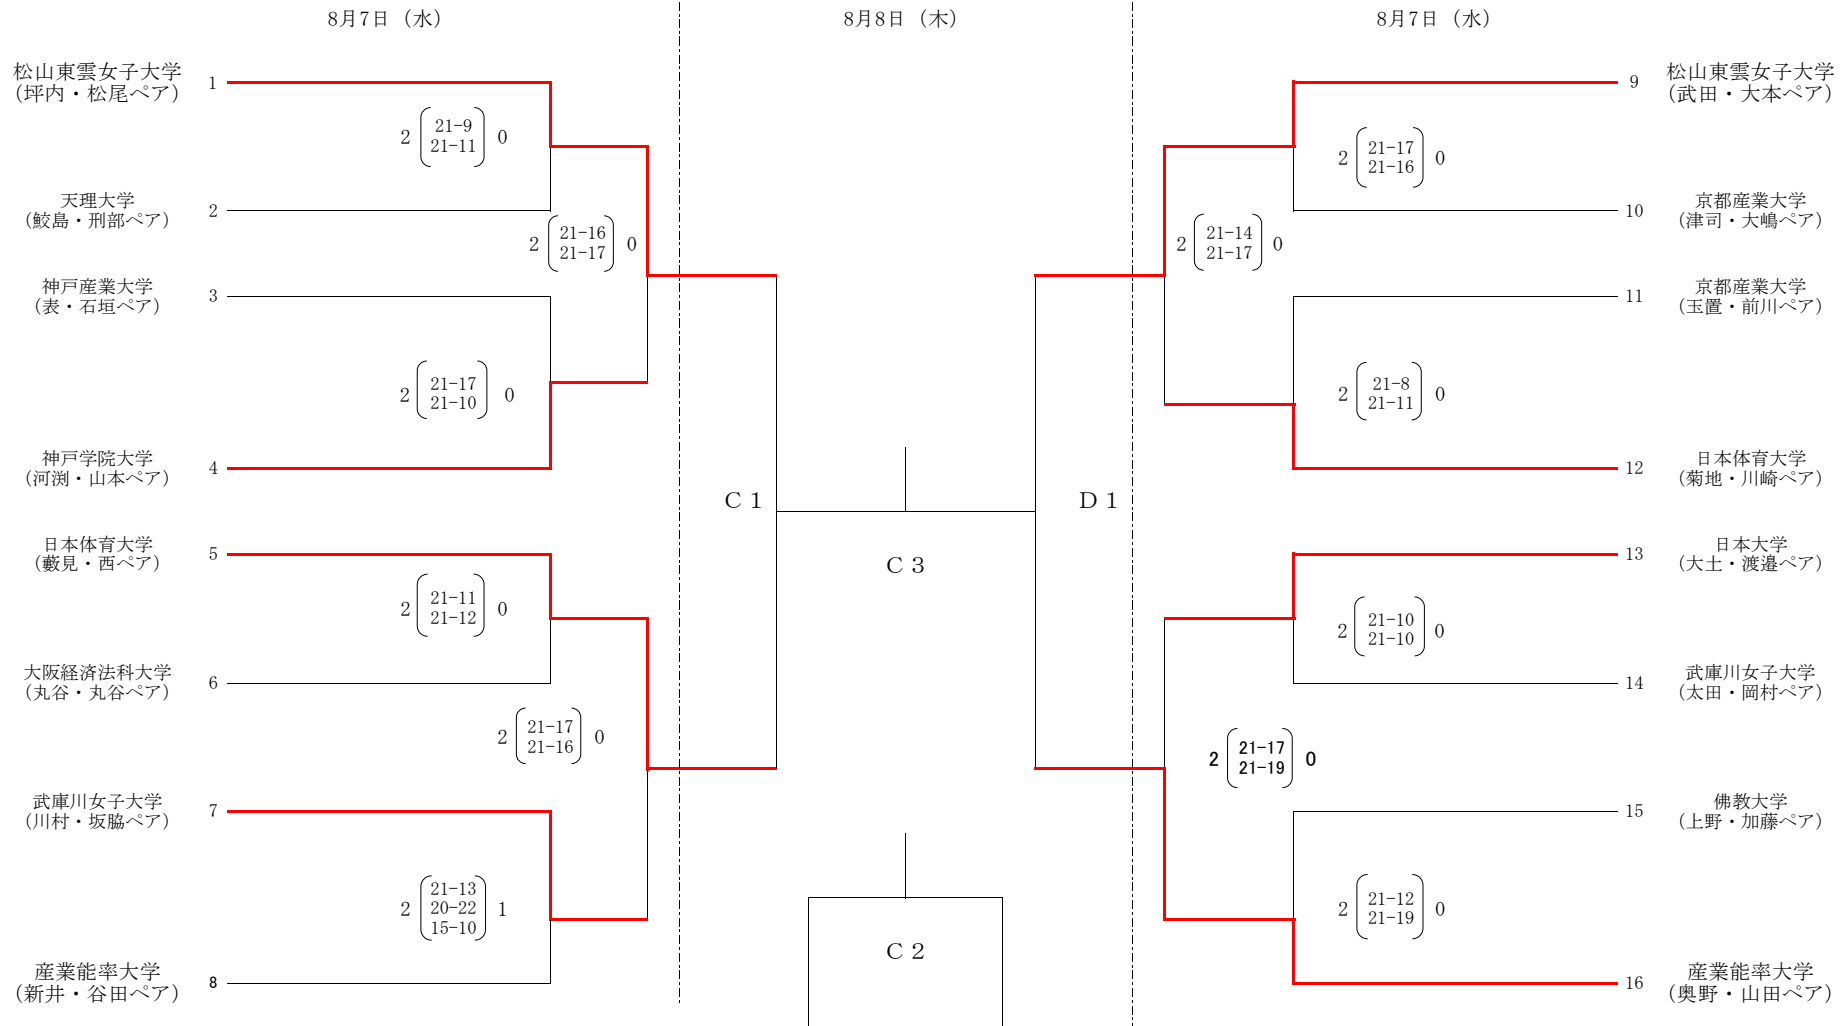 8月7日（水）
8月8日（木）
8月7日（水）
松山東雲女子大学
（坪内・松尾ペア）
1
2 21-9 0
21-11
天理大学
（鮫島・刑部ペア）
2
2 21-16 0
21-17
神戸産業大学
（表・石垣ペア）
3
2 21-17 0
21-10
神戸学院大学
（河渕・山本ペア）
4
日本体育大学
（藪見・西ペア）
5
2 21-11 0
21-12
大阪経済法科大学
（丸谷・丸谷ペア）
6
2 21-17 0
21-16
武庫川女子大学
（川村・坂脇ペア）
7
2 21-13 1
20-22
15-10
産業能率大学
（新井・谷田ペア）
8
C1
C3
D1
C2
9
松山東雲女子大学
（武田・大本ペア）
2 21-17 0
21-16
10
京都産業大学
（津司・大嶋ペア）
2 21-14 0
21-17
11
京都産業大学
（玉置・前川ペア）
2 21-8 0
21-11
12
日本体育大学
（菊地・川崎ペア）
13
日本大学
（大土・渡邉ペア）
2 21-10 0
21-10
14
武庫川女子大学
（太田・岡村ペア）
2 21-17 0
21-19
15
佛教大学
（上野・加藤ペア）
2 21-12 0
21-19
16
産業能率大学
（奥野・山田ペア）